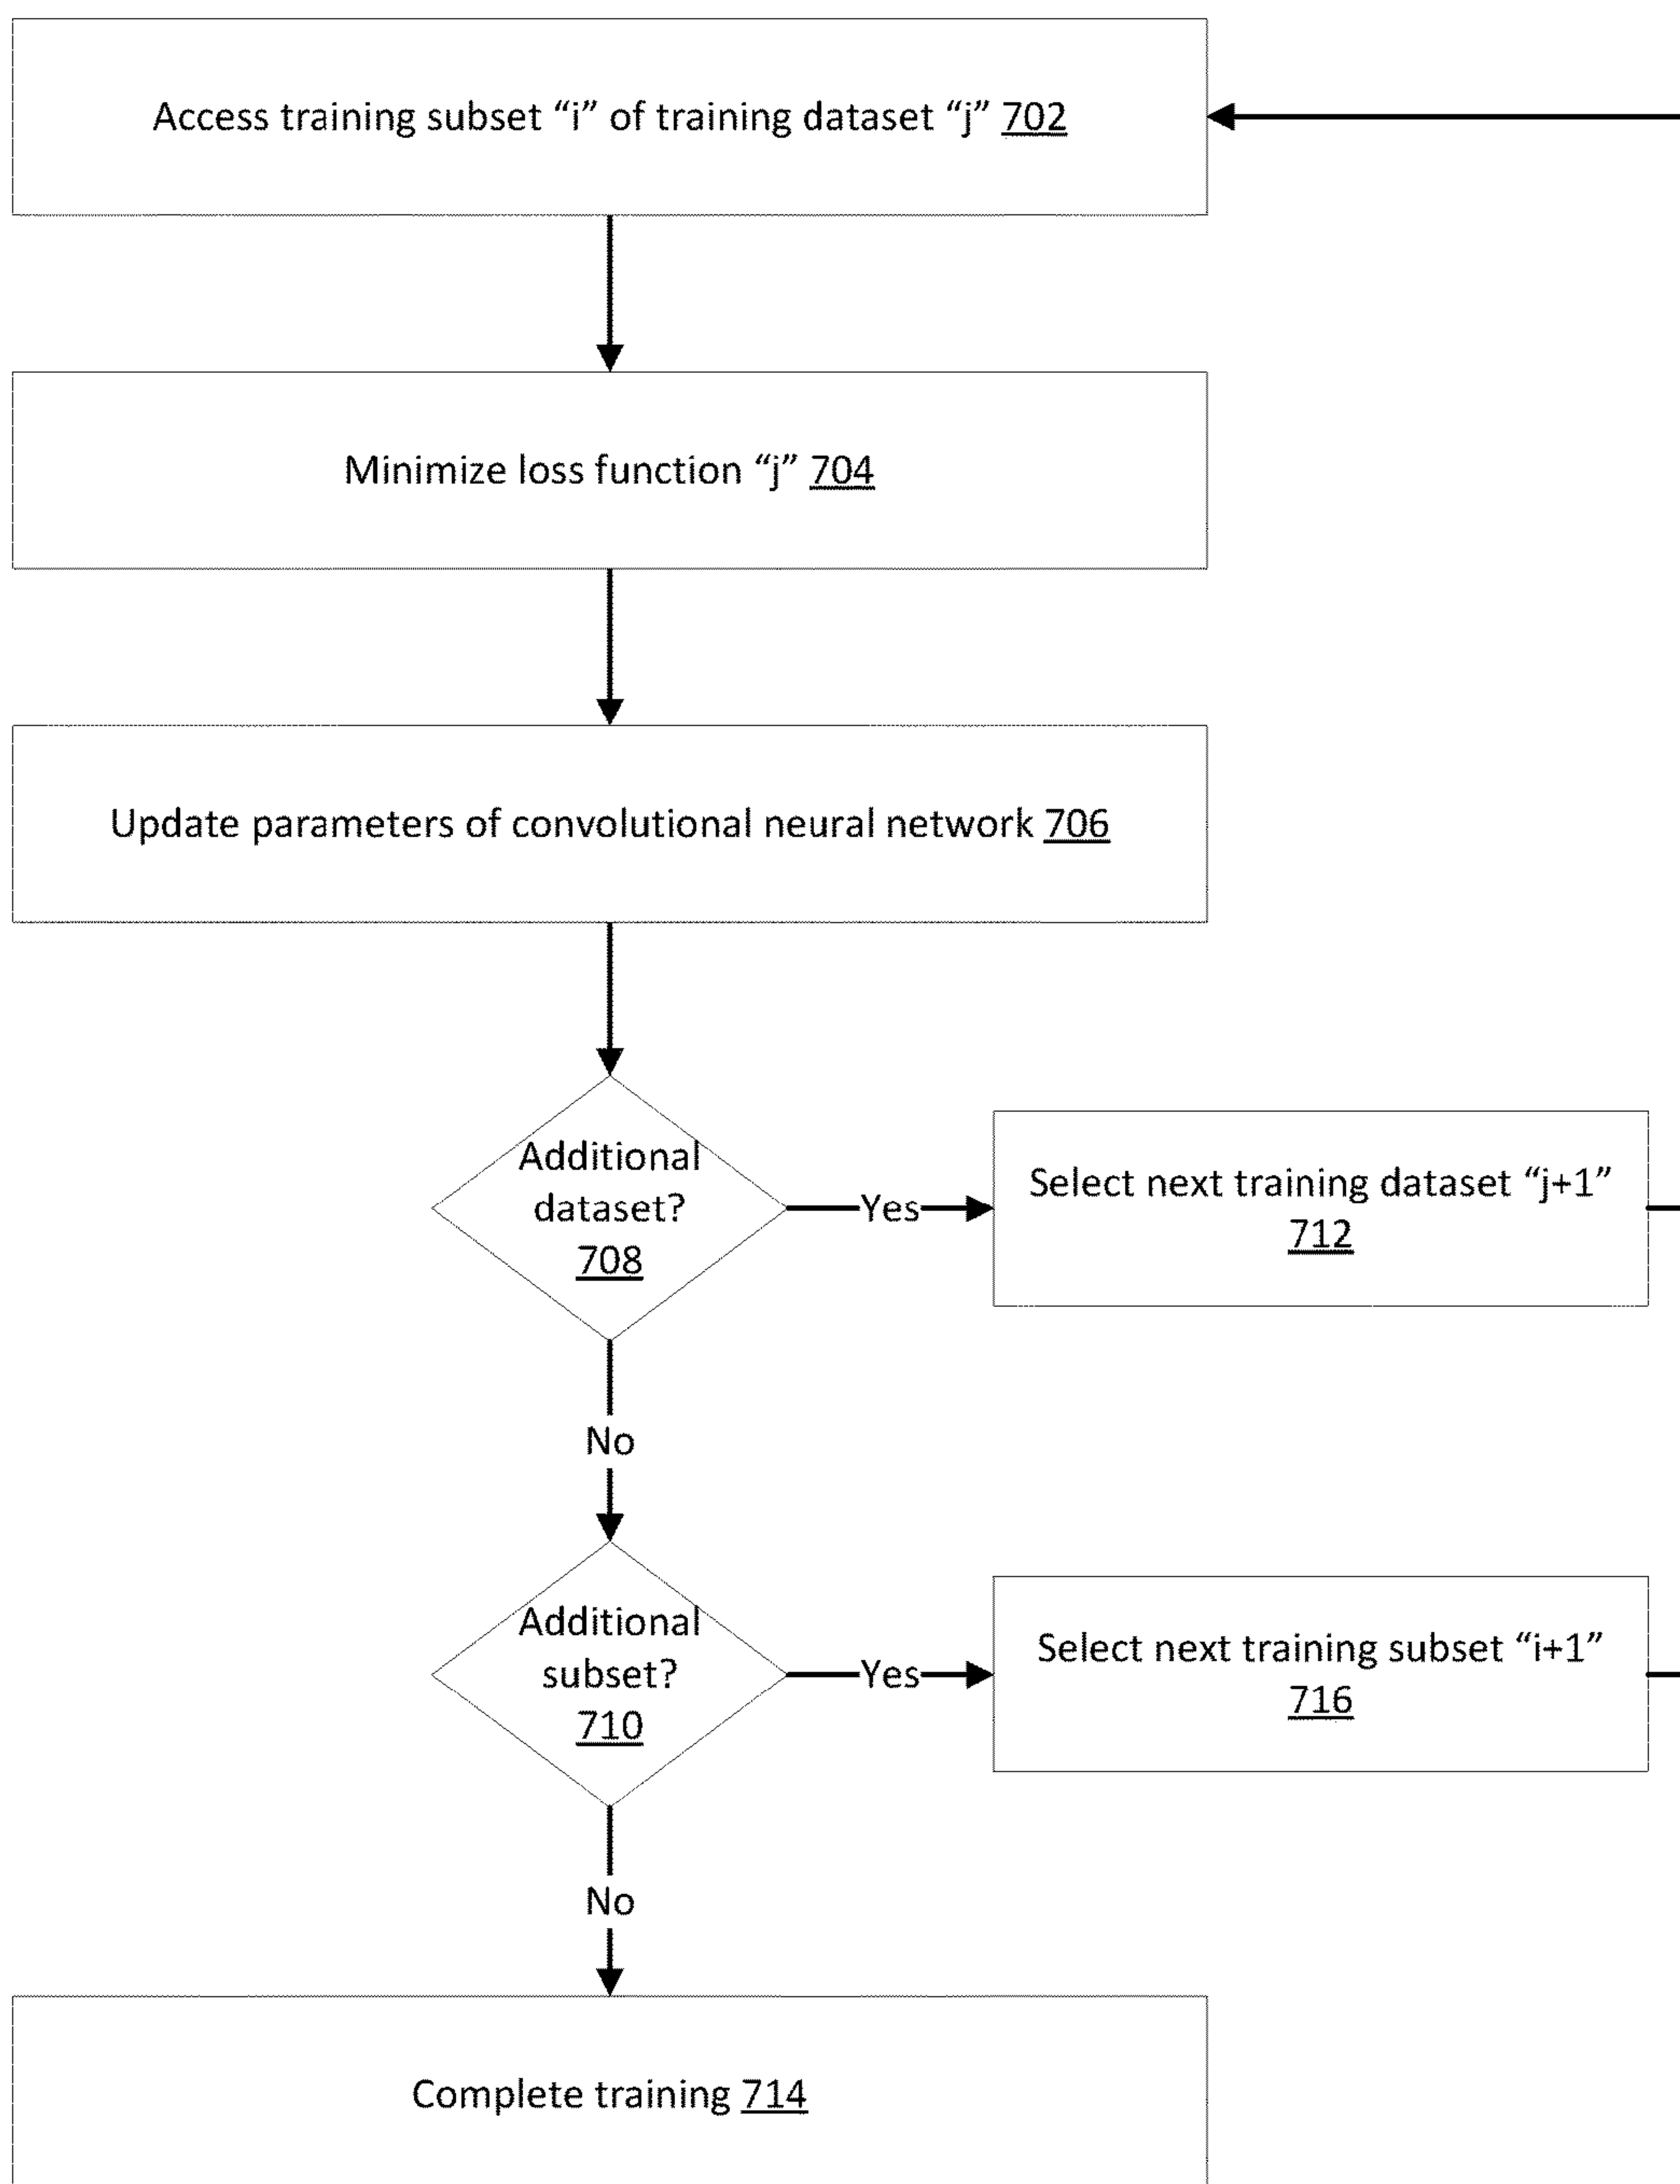 Access training subset “i” of training dataset “j” 702
Minimize loss function “j” 704
Update parameters of convolutional neural network 706
Additional
dataset?
708
Yes
Select next training dataset “j+1”
712
No
Additional
subset?
710
Yes
Select next training subset “i+1”
716
No
Complete training 714